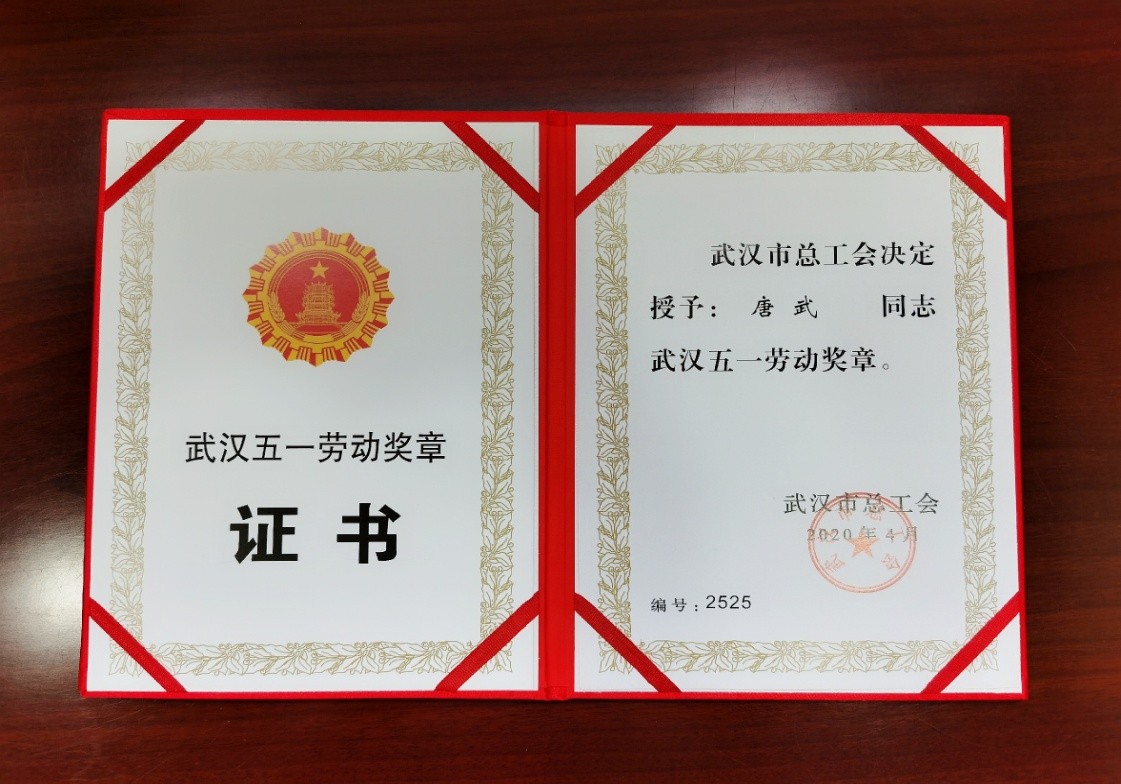 武汉五一劳动奖章
证书
武汉市总工会决定
授予：唐武 同志
武汉五一劳动奖章。
武汉市总工会
2020年4月
编号：2525